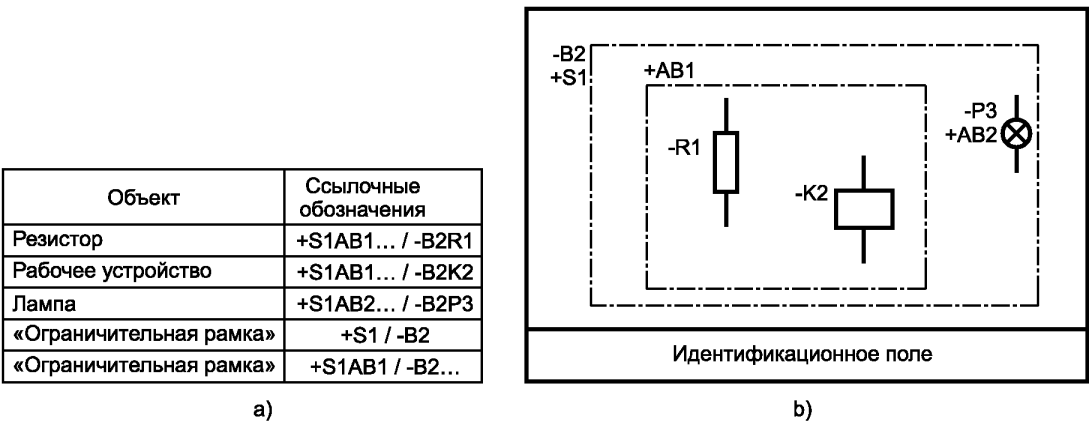 Объект
Ссылочные
обозначения
Резистор
+S1AB1... / -B2R1
Рабочее устройство
+S1AB1... / -B2K2
Лампа
+S1AB2... / -B2P3
«Ограничительная рамка»
+S1 / -B2
«Ограничительная рамка»
+S1AB1 / -B2...
a)
-B2
+S1
+AB1
-R1
-K2
-P3
+AB2
Идентификационное поле
b)